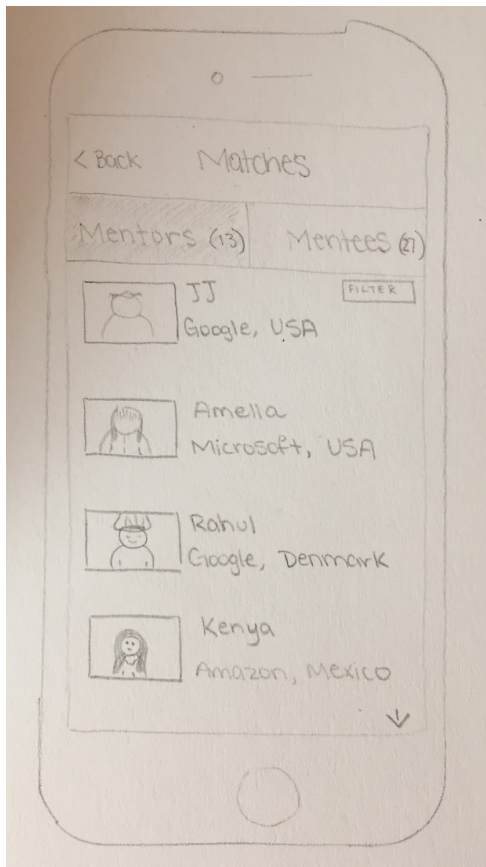 < Back Matches
Mentors (13) Mentees (27)
JJ
FILTER
Google, USA
Amelia
Microsoft, USA
Rahul
Google, Denmark
Kenya
Amazon, Mexico